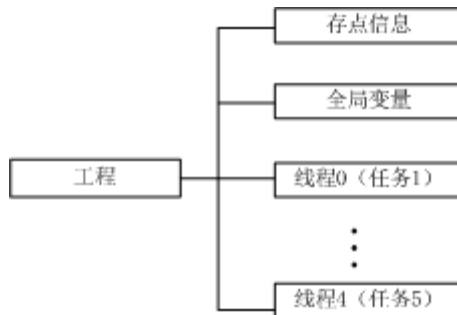 存点信息
全局变量
工程
线程0（任务1）
线程4（任务5）